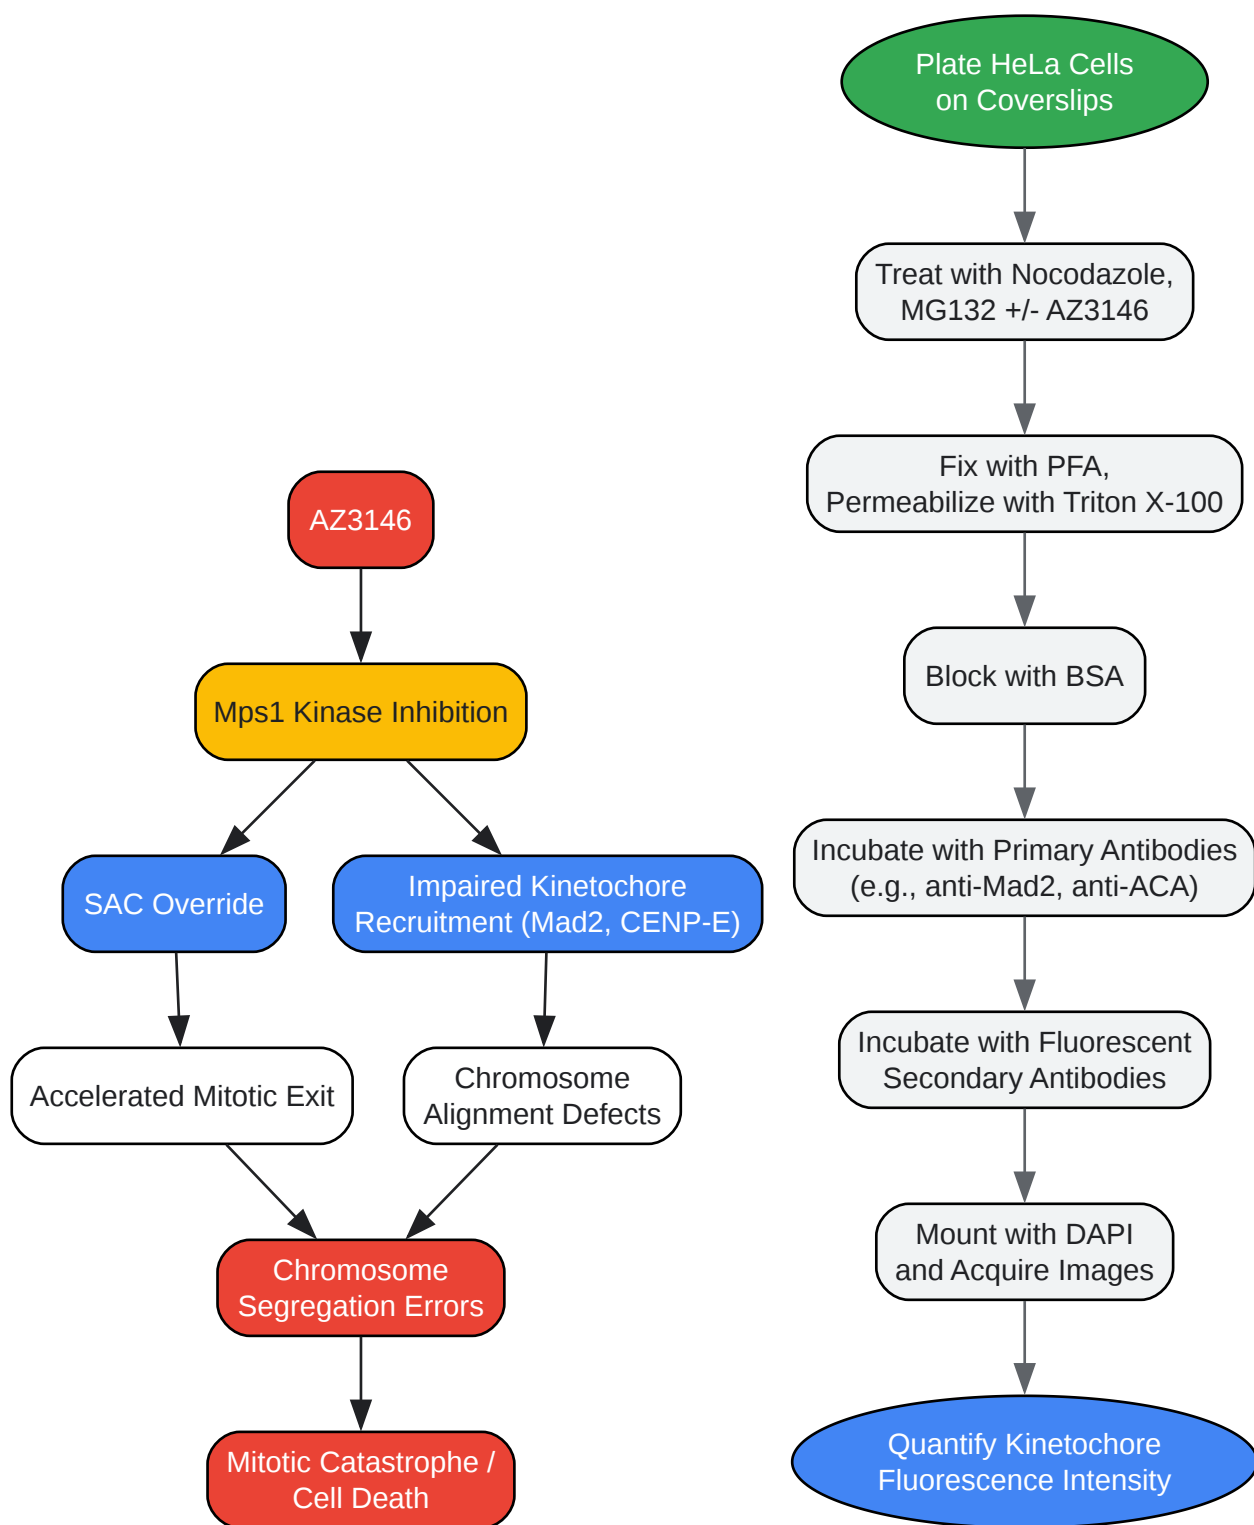 AZ3146
Mps1 Kinase Inhibition
SAC Override
Impaired Kinetochore
Recruitment (Mad2, CENP-E)
Accelerated Mitotic Exit
Chromosome
Alignment Defects
Chromosome
Segregation Errors
Mitotic Catastrophe /
Cell Death
Plate HeLa Cells
on Coverslips
Treat with Nocodazole,
MG132 +/- AZ3146
Fix with PFA,
Permeabilize with Triton X-100
Block with BSA
Incubate with Primary Antibodies
(e.g., anti-Mad2, anti-ACA)
Incubate with Fluorescent
Secondary Antibodies
Mount with DAPI
and Acquire Images
Quantify Kinetochore
Fluorescence Intensity